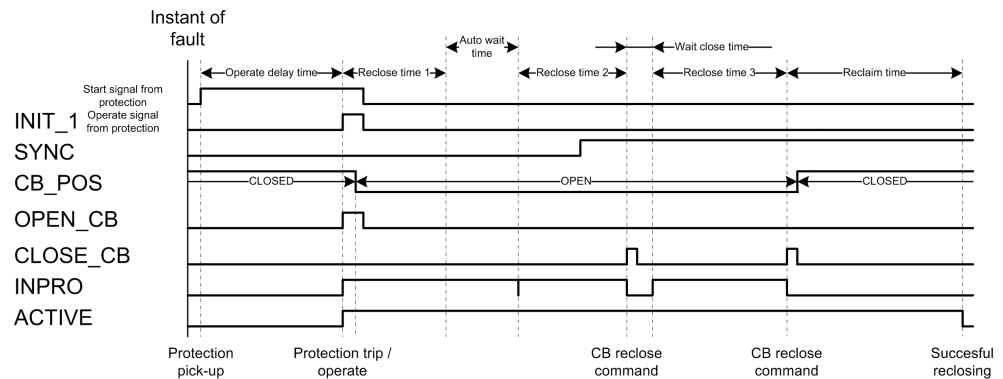 Instant of
fault
Auto wait
time
Wait close time
Operate delay time
Reclose time 1
Reclose time 2
Reclose time 3
Reclaim time
Start signal from
protection
INIT_1
Operate signal
from protection
SYNC
CB_POS
CLOSED
OPEN
CLOSED
OPEN_CB
CLOSE_CB
INPRO
ACTIVE
Protection
pick-up
Protection trip /
operate
CB reclose
command
CB reclose
command
Succesful
reclosing